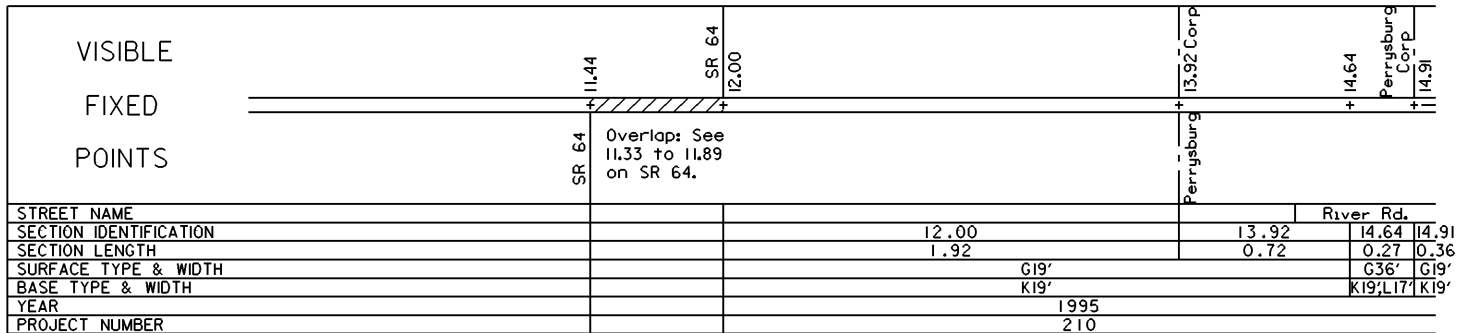 VISIBLE
FIXED
POINTS
11.44
SR 64
12.00
13.92 Corp
14.64
Perrysburg
Corp
14.91
SR 64
Overlap: See
11.33 to 11.89
on SR 64.
Perrysburg
STREET NAME River Rd.
SECTION IDENTIFICATION 12.00 13.92 14.64 14.91
SECTION LENGTH 1.92 0.72 0.27 0.36
SURFACE TYPE & WIDTH G19' G36' G19'
BASE TYPE & WIDTH K19' K19',L17' K19'
YEAR 1995
PROJECT NUMBER 210